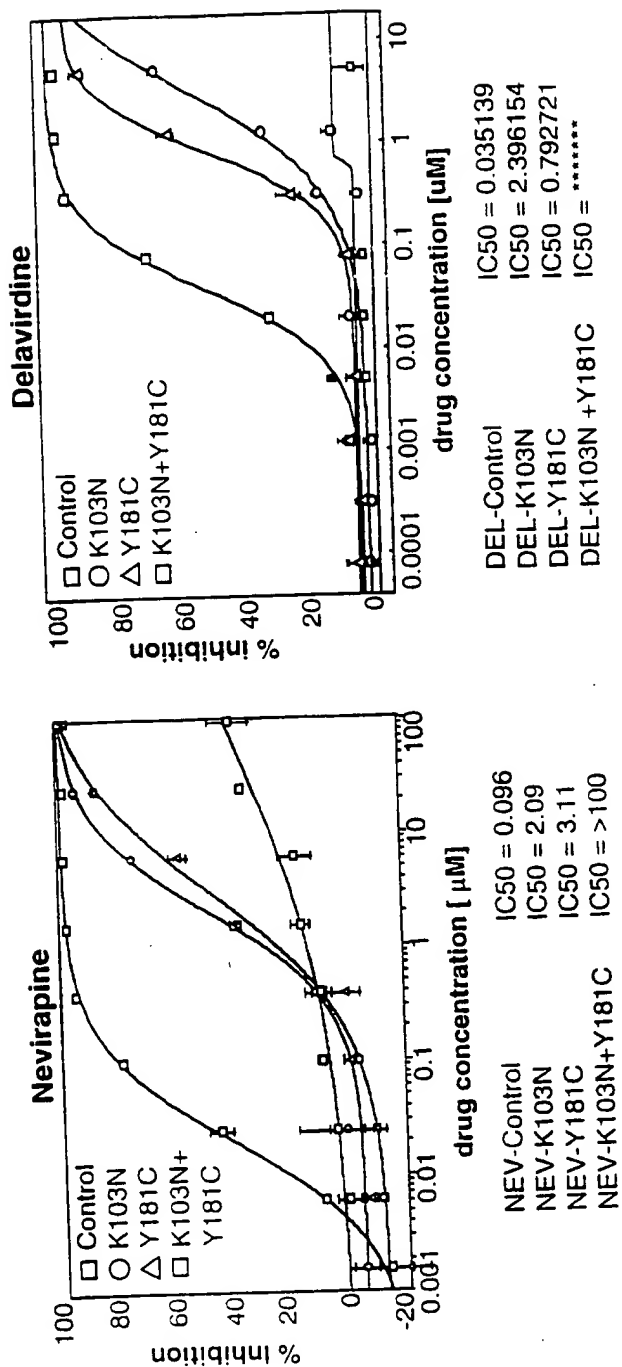 Nevirapine
% Inhibition
100
80
60
40
20
0
-20
□ Control
○ K103N
△ Y181C
□ K103N+
Y181C
0.001
0.01
0.1
1
10
100
drug concentration [ μM]
NEV-Control IC50 = 0.096
NEV-K103N IC50 = 2.09
NEV-Y181C IC50 = 3.11
NEV-K103N+Y181C IC50 = >100
Delavirdine
% inhibition
100
80
60
40
20
0
□ Control
○ K103N
△ Y181C
□ K103N+Y181C
0.0001
0.001
0.01
0.1
1
10
drug concentration [uM]
DEL-Control IC50 = 0.035139
DEL-K103N IC50 = 2.396154
DEL-Y181C IC50 = 0.792721
DEL-K103N +Y181C IC50 = *******